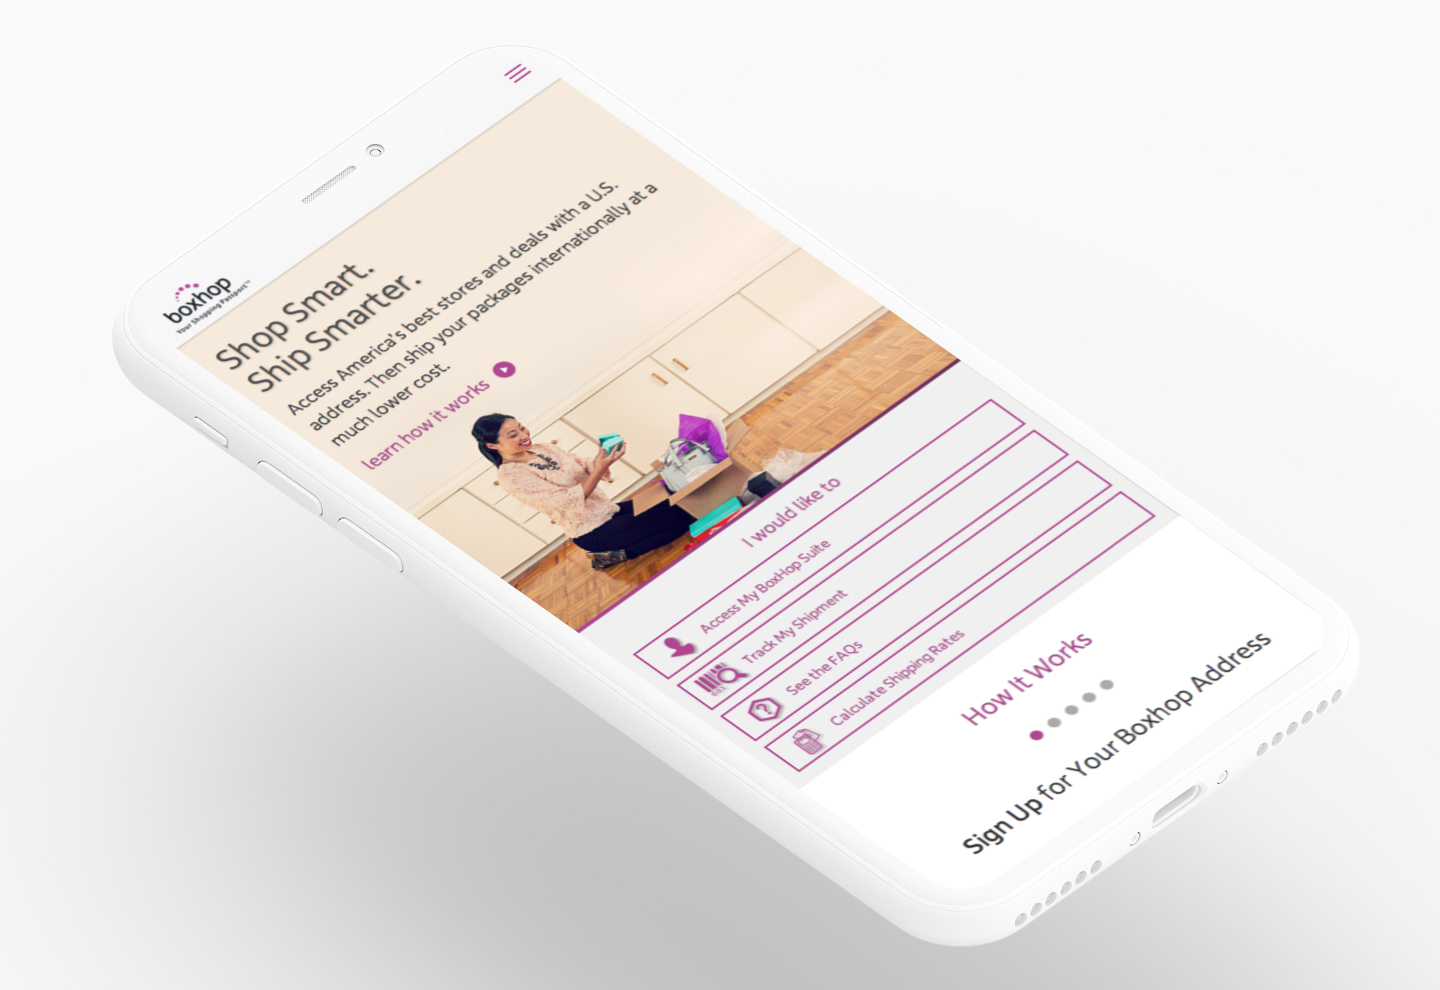 boxhop
Your Shopping Passport™
Shop Smart.
Ship Smarter.
Access America's best stores and deals with a U.S.
address. Then ship your packages internationally at a
much lower cost.
learn how it works
I would like to
Access My BoxHop Suite
Track My Shipment
See the FAQs
Calculate Shipping Rates
How It Works
Sign Up for Your Boxhop Address